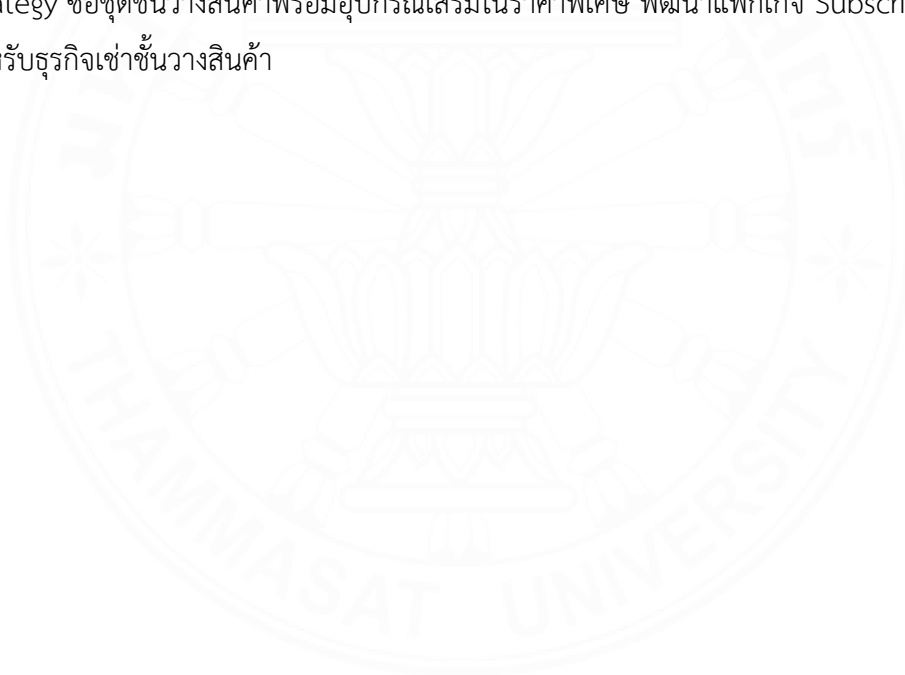 ategy ซื้อชุดชั้นวางสินค้าพร้อมอุปกรณ์เสริมในราคาพิเศษ พัฒนาแพ็กเกจ Subscr
หรับธุรกิจเช่าชั้นวางสินค้า
THAMMASAT UNIVERSITY